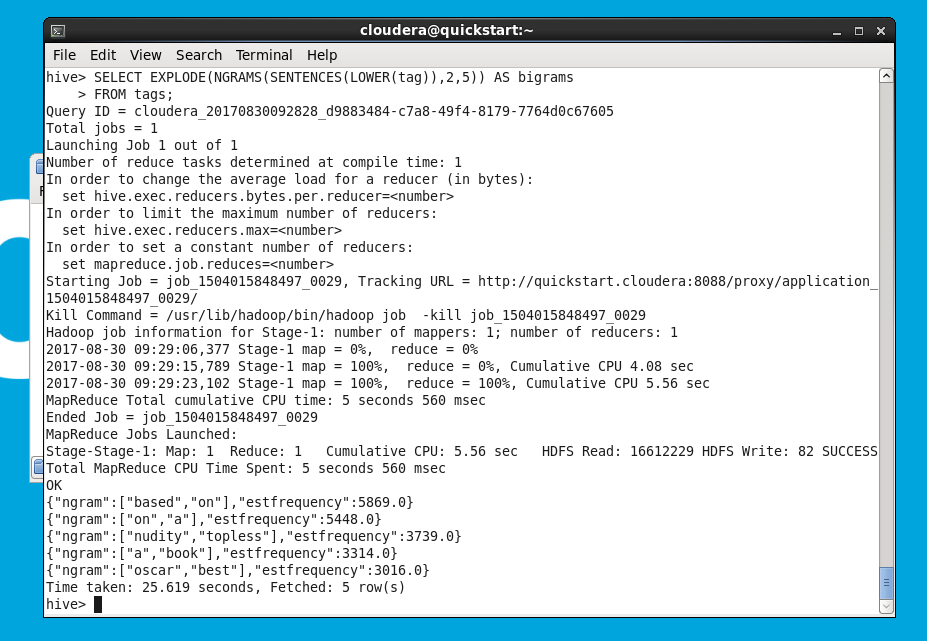 cloudera@quickstart:~
File Edit View Search Terminal Help
hive> SELECT EXPLODE(NGRAMS(SENTENCES(LOWER(tag)),2,5)) AS bigrams
    > FROM tags;
Query ID = cloudera_20170830092828_d9883484-c7a8-49f4-8179-7764d0c67605
Total jobs = 1
Launching Job 1 out of 1
Number of reduce tasks determined at compile time: 1
In order to change the average load for a reducer (in bytes):
  set hive.exec.reducers.bytes.per.reducer=<number>
In order to limit the maximum number of reducers:
  set hive.exec.reducers.max=<number>
In order to set a constant number of reducers:
  set mapreduce.job.reduces=<number>
Starting Job = job_1504015848497_0029, Tracking URL = http://quickstart.cloudera:8088/proxy/application_
1504015848497_0029/
Kill Command = /usr/lib/hadoop/bin/hadoop job  -kill job_1504015848497_0029
Hadoop job information for Stage-1: number of mappers: 1; number of reducers: 1
2017-08-30 09:29:06,377 Stage-1 map = 0%,  reduce = 0%
2017-08-30 09:29:15,789 Stage-1 map = 100%,  reduce = 0%, Cumulative CPU 4.08 sec
2017-08-30 09:29:23,102 Stage-1 map = 100%,  reduce = 100%, Cumulative CPU 5.56 sec
MapReduce Total cumulative CPU time: 5 seconds 560 msec
Ended Job = job_1504015848497_0029
MapReduce Jobs Launched:
Stage-Stage-1: Map: 1  Reduce: 1   Cumulative CPU: 5.56 sec   HDFS Read: 16612229 HDFS Write: 82 SUCCESS
Total MapReduce CPU Time Spent: 5 seconds 560 msec
OK
{"ngram":["based","on"],"estfrequency":5869.0}
{"ngram":["on","a"],"estfrequency":5448.0}
{"ngram":["nudity","topless"],"estfrequency":3739.0}
{"ngram":["a","book"],"estfrequency":3314.0}
{"ngram":["oscar","best"],"estfrequency":3016.0}
Time taken: 25.619 seconds, Fetched: 5 row(s)
hive>